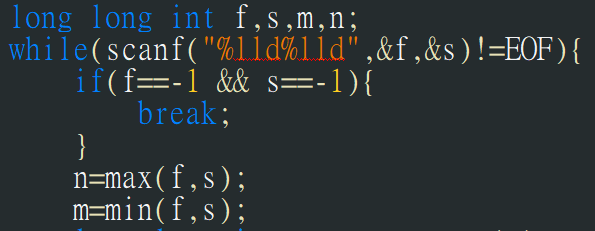 long long int f,s,m,n;
while(scanf("%lld%lld",&f,&s)!=EOF){
    if(f==-1 && s==-1){
        break;
    }
    n=max(f,s);
    m=min(f,s);